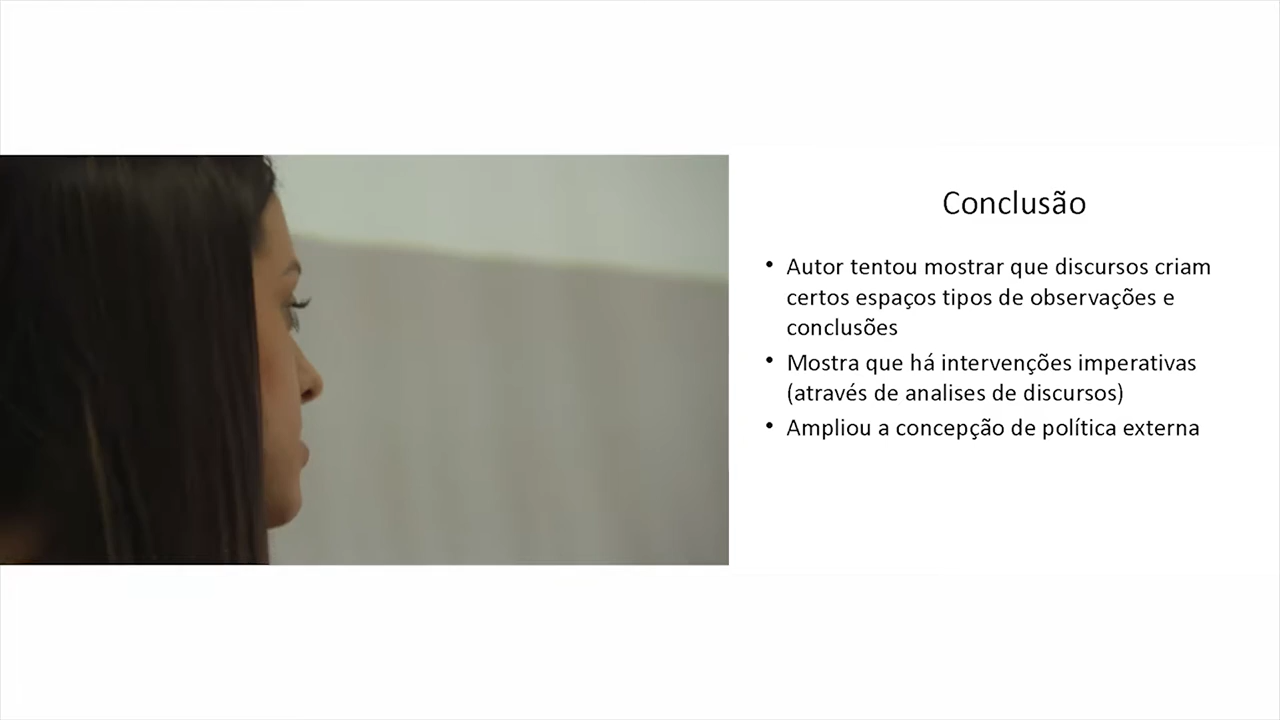 Conclusão
• Autor tentou mostrar que discursos criam
certos espaços tipos de observações e
conclusões
• Mostra que há intervenções imperativas
(através de analises de discursos)
• Ampliou a concepção de política externa